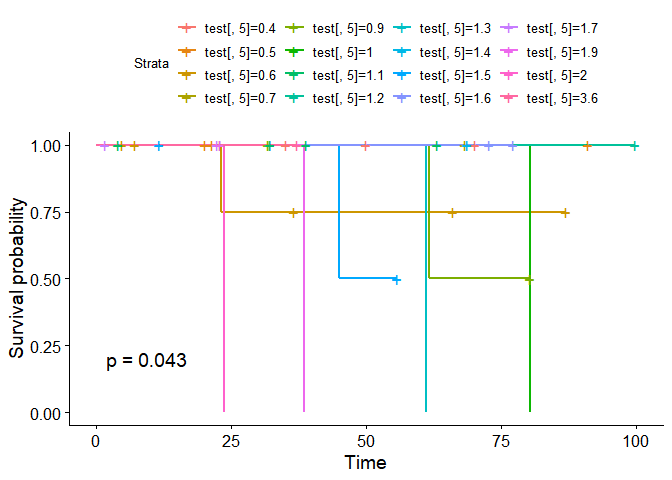 Strata
test[, 5]=0.4 test[, 5]=0.9 test[, 5]=1.3 test[, 5]=1.7
test[, 5]=0.5 test[, 5]=1 test[, 5]=1.4 test[, 5]=1.9
test[, 5]=0.6 test[, 5]=1.1 test[, 5]=1.5 test[, 5]=2
test[, 5]=0.7 test[, 5]=1.2 test[, 5]=1.6 test[, 5]=3.6
Survival probability
1.00
0.75
0.50
0.25
0.00
p = 0.043
0 25 50 75 100
Time